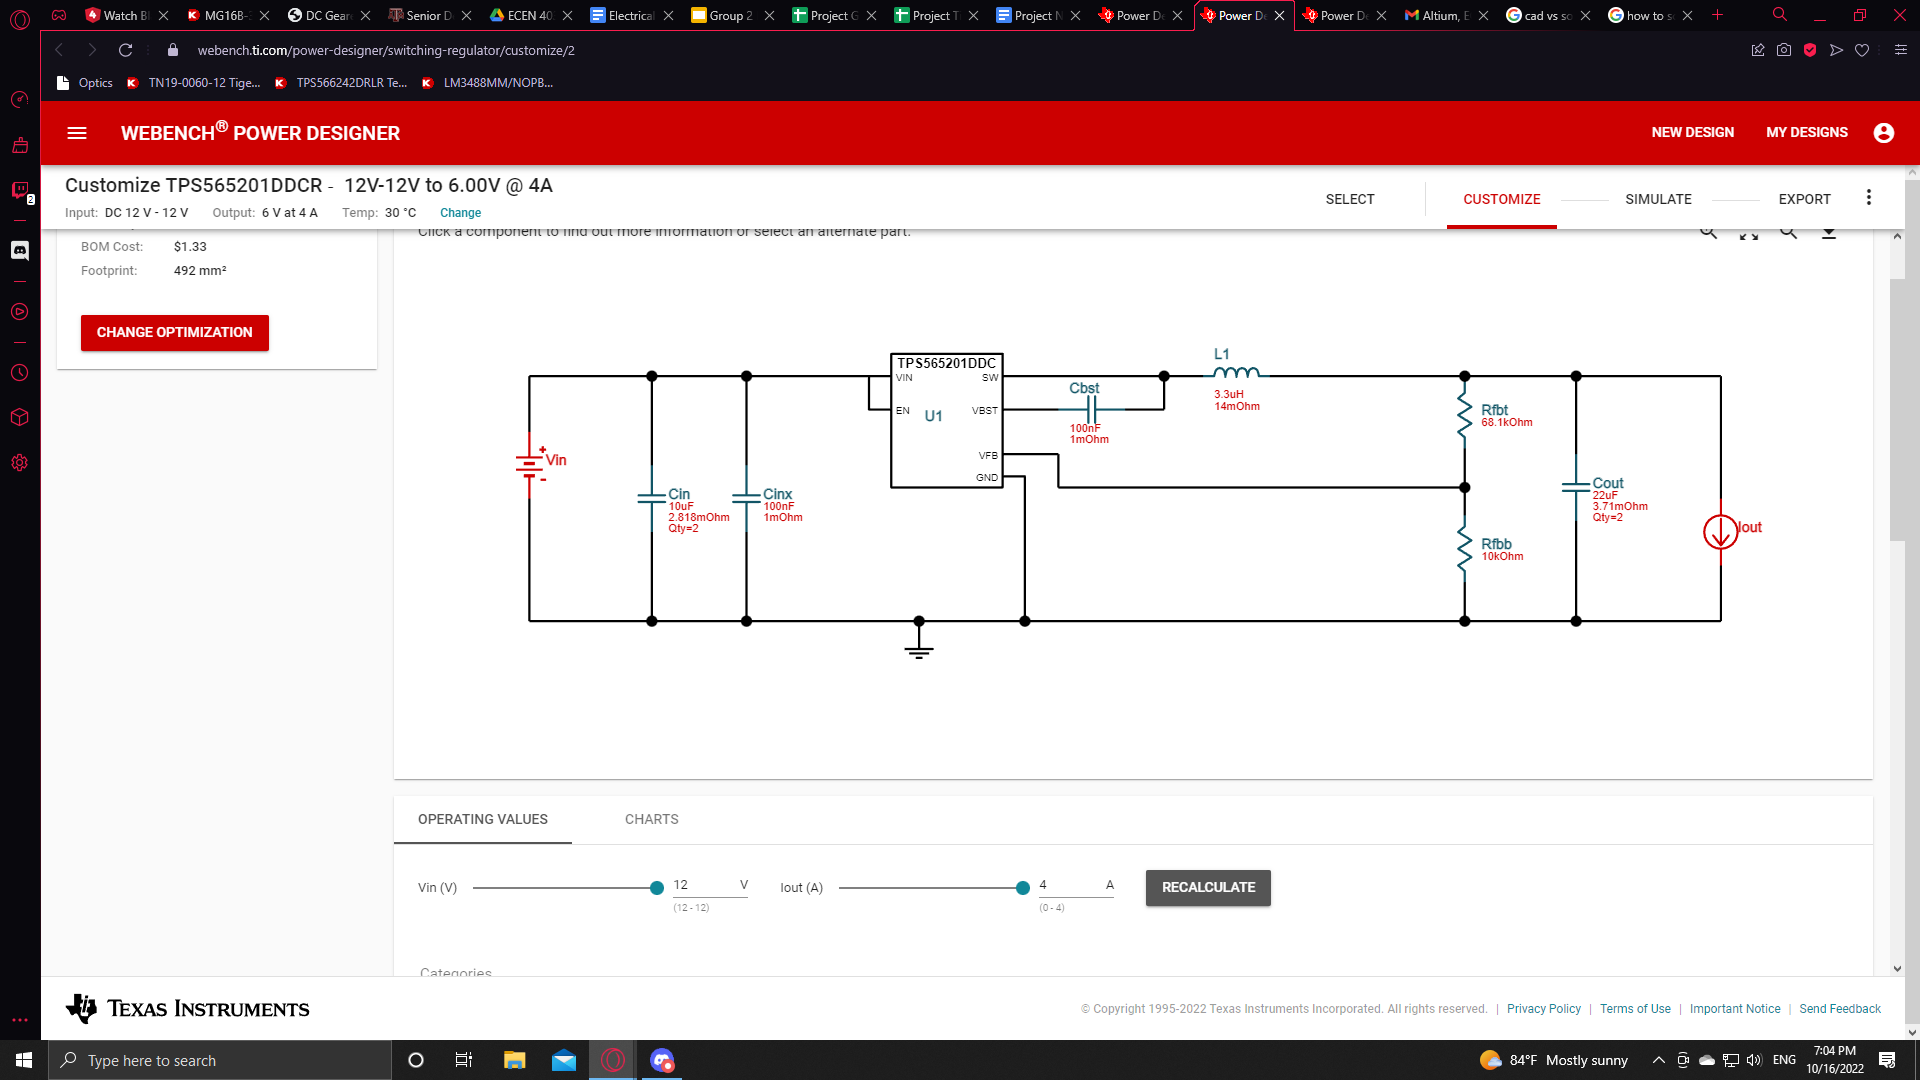 Watch B
MG16B-
DC Gear
Senior D
ECEN 40
Electrical
Group 2
Project G
Project T
Project N
Power De
Power De
Power De
Altium, E
cad vs so
how to s
webench.ti.com/power-designer/switching-regulator/customize/2
Optics
TN19-0060-12 Tige...
TPS566242DRLR Te...
LM3488MM/NOPB...
WEBENCH® POWER DESIGNER
NEW DESIGN
MY DESIGNS
Customize TPS565201DDCR - 12V-12V to 6.00V @ 4A
Input: DC 12 V - 12 V Output: 6 V at 4 A Temp: 30 °C Change
SELECT
CUSTOMIZE
SIMULATE
EXPORT
2
Click a component to find out more information or select an alternate part.
BOM Cost: $1.33
Footprint: 492 mm²
CHANGE OPTIMIZATION
TPS565201DDC
VIN
SW
EN
VBST
U1
VFB
GND
L1
3.3uH
14mOhm
Cbst
100nF
1mOhm
Rfbt
68.1kOhm
+
Vin
-
Cin
10uF
2.818mOhm
Qty=2
Cinx
100nF
1mOhm
Cout
22uF
3.71mOhm
Qty=2
Iout
Rfbb
10kOhm
OPERATING VALUES
CHARTS
Vin (V)
12 V
(12 - 12)
Iout (A)
4 A
(0 - 4)
RECALCULATE
Categories
TEXAS INSTRUMENTS
© Copyright 1995-2022 Texas Instruments Incorporated. All rights reserved. | Privacy Policy | Terms of Use | Important Notice | Send Feedback
Type here to search
84°F Mostly sunny
ENG
7:04 PM
10/16/2022